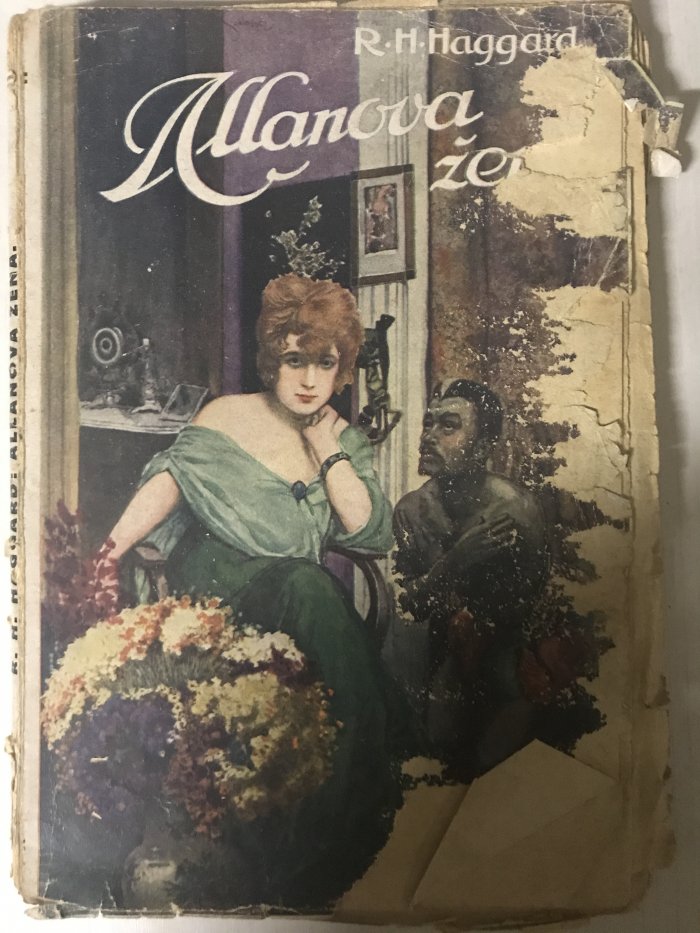 R·H·Haggard
Allanova
že
R. H. HAGGARD: ALLANOVA ŽENA.